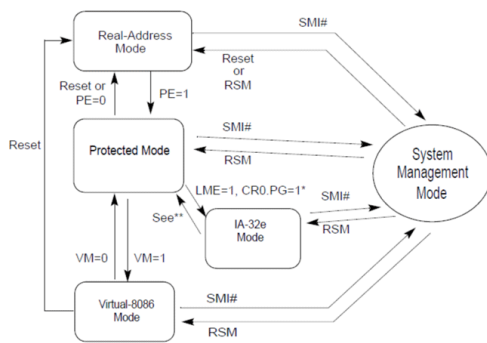 Real-Address
Mode
SMI#
Reset
or
RSM
Reset or
PE=0
PE=1
Reset
Protected Mode
SMI#
RSM
System
Management
Mode
LME=1, CR0.PG=1*
SMI#
See**
IA-32e
Mode
RSM
VM=0
VM=1
Virtual-8086
Mode
SMI#
RSM